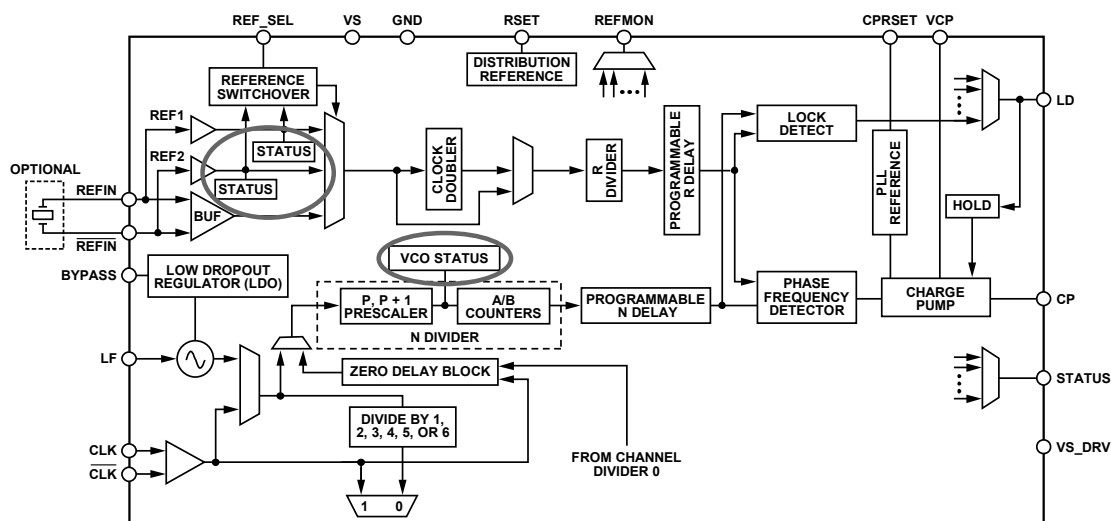 REF_SEL
VS
GND
RSET
REFMON
CPRSET
VCP
DISTRIBUTION
REFERENCE
REFERENCE
SWITCHOVER
LD
REF1
STATUS
LOCK
DETECT
OPTIONAL
REF2
STATUS
CLOCK
DOUBLER
R
DIVIDER
PROGRAMMABLE
R DELAY
PLL
REFERENCE
REFIN
BUF
HOLD
REFIN
VCO STATUS
BYPASS
LOW DROPOUT
REGULATOR (LDO)
P, P + 1
PRESCALER
A/B
COUNTERS
PROGRAMMABLE
N DELAY
PHASE
FREQUENCY
DETECTOR
CHARGE
PUMP
CP
N DIVIDER
LF
ZERO DELAY BLOCK
STATUS
DIVIDE BY 1,
2, 3, 4, 5, OR 6
CLK
CLK
FROM CHANNEL
DIVIDER 0
VS_DRV
1 0